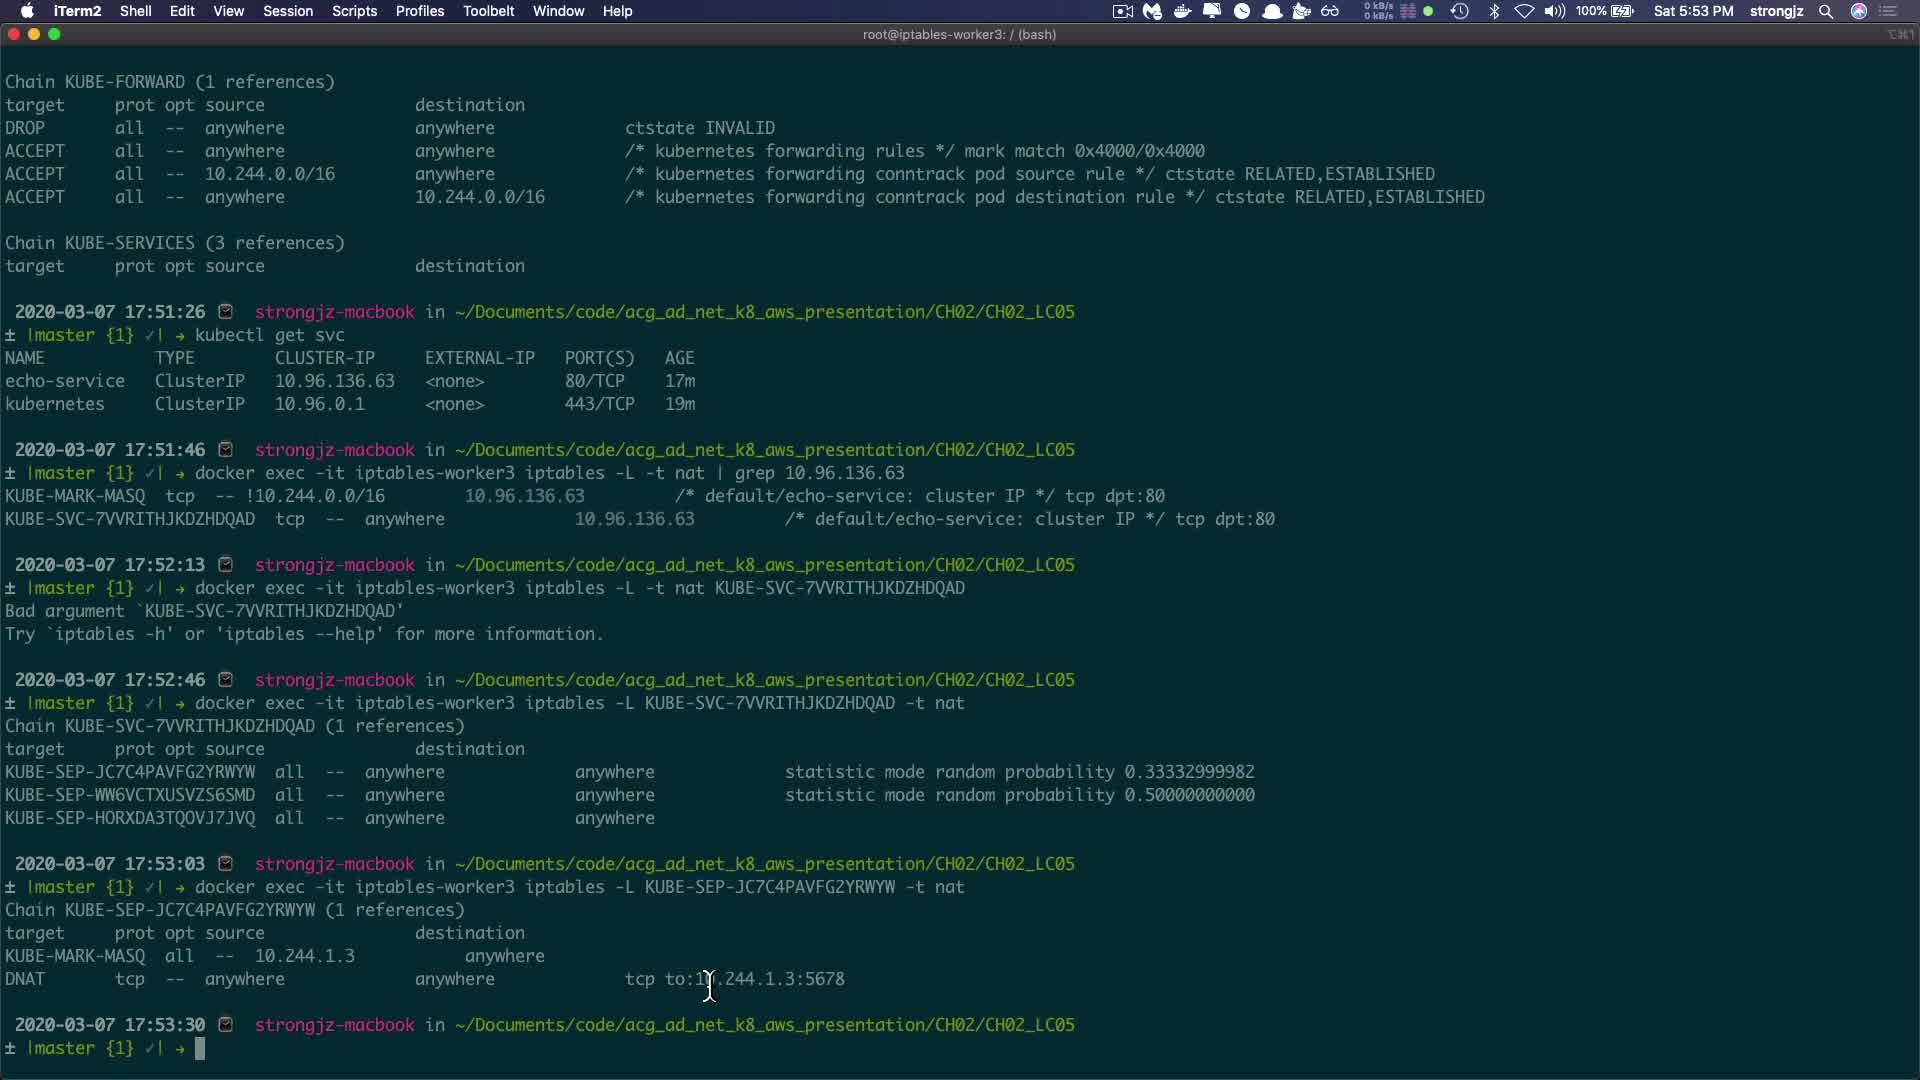 iTerm2 Shell Edit View Session Scripts Profiles Toolbelt Window Help 0 kB/s 0 kB/s 100% Sat 5:53 PM strongjz
root@iptables-worker3: / (bash) ⌥⌘1
Chain KUBE-FORWARD (1 references)
target     prot opt source               destination
DROP       all  --  anywhere             anywhere             ctstate INVALID
ACCEPT     all  --  anywhere             anywhere             /* kubernetes forwarding rules */ mark match 0x4000/0x4000
ACCEPT     all  --  10.244.0.0/16        anywhere             /* kubernetes forwarding conntrack pod source rule */ ctstate RELATED,ESTABLISHED
ACCEPT     all  --  anywhere             10.244.0.0/16        /* kubernetes forwarding conntrack pod destination rule */ ctstate RELATED,ESTABLISHED
Chain KUBE-SERVICES (3 references)
target     prot opt source               destination
2020-03-07 17:51:26 strongjz-macbook in ~/Documents/code/acg_ad_net_k8_aws_presentation/CH02/CH02_LC05
± |master {1} ✓| → kubectl get svc
NAME           TYPE        CLUSTER-IP     EXTERNAL-IP   PORT(S)   AGE
echo-service   ClusterIP   10.96.136.63   <none>        80/TCP    17m
kubernetes     ClusterIP   10.96.0.1      <none>        443/TCP   19m
2020-03-07 17:51:46 strongjz-macbook in ~/Documents/code/acg_ad_net_k8_aws_presentation/CH02/CH02_LC05
± |master {1} ✓| → docker exec -it iptables-worker3 iptables -L -t nat | grep 10.96.136.63
KUBE-MARK-MASQ  tcp  -- !10.244.0.0/16        10.96.136.63         /* default/echo-service: cluster IP */ tcp dpt:80
KUBE-SVC-7VVRITHJKDZHDQAD  tcp  --  anywhere             10.96.136.63         /* default/echo-service: cluster IP */ tcp dpt:80
2020-03-07 17:52:13 strongjz-macbook in ~/Documents/code/acg_ad_net_k8_aws_presentation/CH02/CH02_LC05
± |master {1} ✓| → docker exec -it iptables-worker3 iptables -L -t nat KUBE-SVC-7VVRITHJKDZHDQAD
Bad argument `KUBE-SVC-7VVRITHJKDZHDQAD'
Try `iptables -h' or 'iptables --help' for more information.
2020-03-07 17:52:46 strongjz-macbook in ~/Documents/code/acg_ad_net_k8_aws_presentation/CH02/CH02_LC05
± |master {1} ✓| → docker exec -it iptables-worker3 iptables -L KUBE-SVC-7VVRITHJKDZHDQAD -t nat
Chain KUBE-SVC-7VVRITHJKDZHDQAD (1 references)
target     prot opt source               destination
KUBE-SEP-JC7C4PAVFG2YRWYW  all  --  anywhere             anywhere             statistic mode random probability 0.33332999982
KUBE-SEP-WW6VCTXUSVZS6SMD  all  --  anywhere             anywhere             statistic mode random probability 0.50000000000
KUBE-SEP-HORXDA3TQOVJ7JVQ  all  --  anywhere             anywhere
2020-03-07 17:53:03 strongjz-macbook in ~/Documents/code/acg_ad_net_k8_aws_presentation/CH02/CH02_LC05
± |master {1} ✓| → docker exec -it iptables-worker3 iptables -L KUBE-SEP-JC7C4PAVFG2YRWYW -t nat
Chain KUBE-SEP-JC7C4PAVFG2YRWYW (1 references)
target     prot opt source               destination
KUBE-MARK-MASQ  all  --  10.244.1.3           anywhere
DNAT       tcp  --  anywhere             anywhere             tcp to:10.244.1.3:5678
2020-03-07 17:53:30 strongjz-macbook in ~/Documents/code/acg_ad_net_k8_aws_presentation/CH02/CH02_LC05
± |master {1} ✓| →